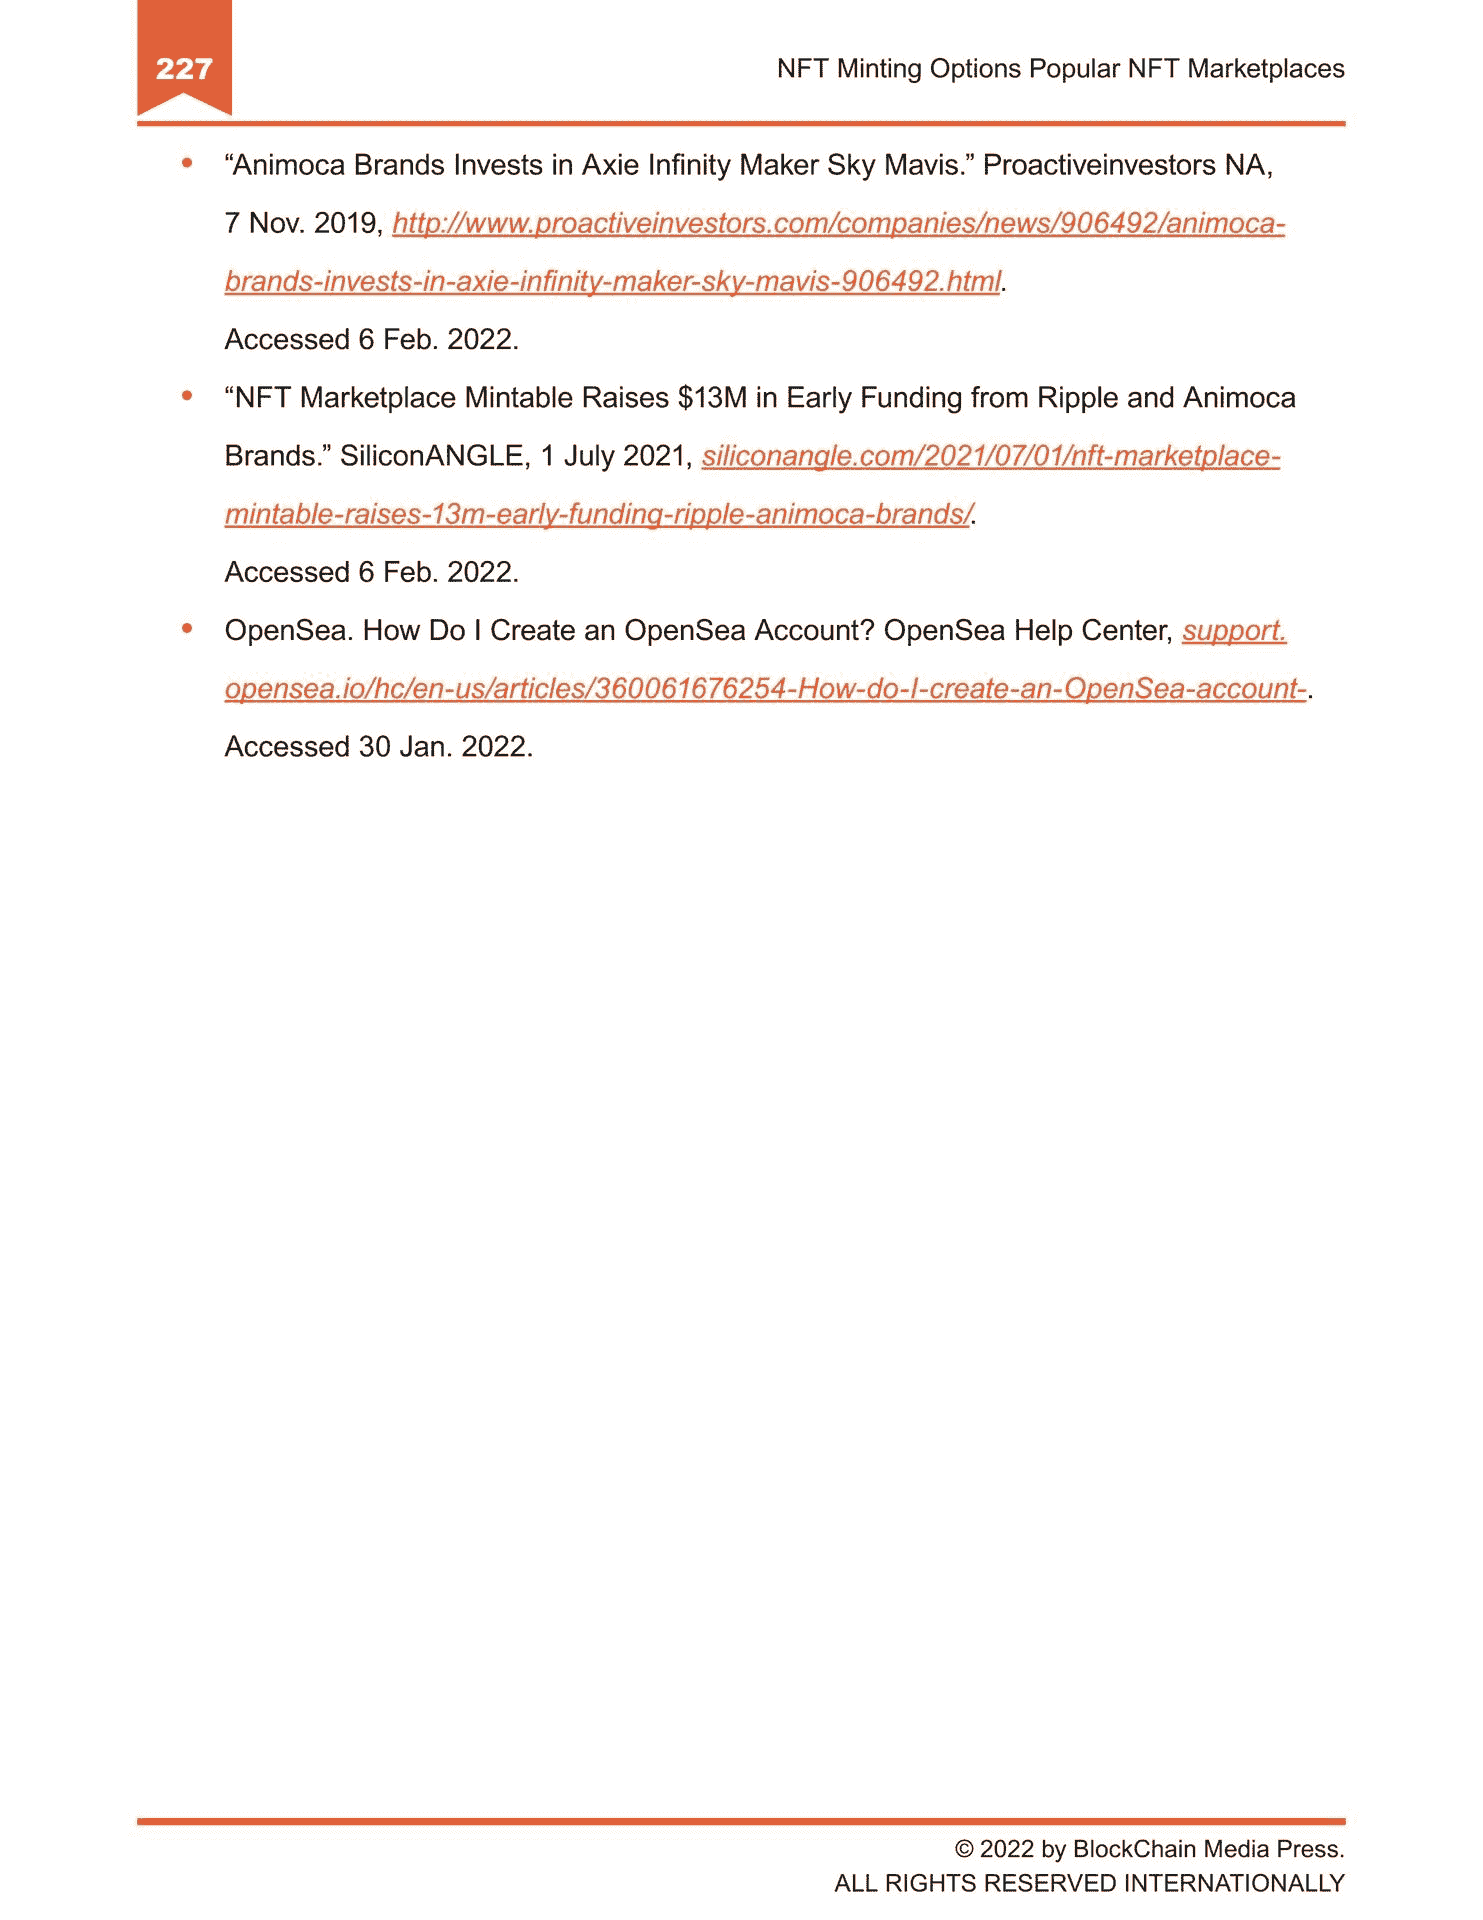 227
NFT Minting Options Popular NFT Marketplaces
• “Animoca Brands Invests in Axie Infinity Maker Sky Mavis.” Proactiveinvestors NA,
7 Nov. 2019, http://www.proactiveinvestors.com/companies/news/906492/animoca-
brands-invests-in-axie-infinity-maker-sky-mavis-906492.html.
Accessed 6 Feb. 2022.
• “NFT Marketplace Mintable Raises $13M in Early Funding from Ripple and Animoca
Brands.” SiliconANGLE, 1 July 2021, siliconangle.com/2021/07/01/nft-marketplace-
mintable-raises-13m-early-funding-ripple-animoca-brands/.
Accessed 6 Feb. 2022.
• OpenSea. How Do I Create an OpenSea Account? OpenSea Help Center, support.
opensea.io/hc/en-us/articles/360061676254-How-do-I-create-an-OpenSea-account-.
Accessed 30 Jan. 2022.
© 2022 by BlockChain Media Press.
ALL RIGHTS RESERVED INTERNATIONALLY